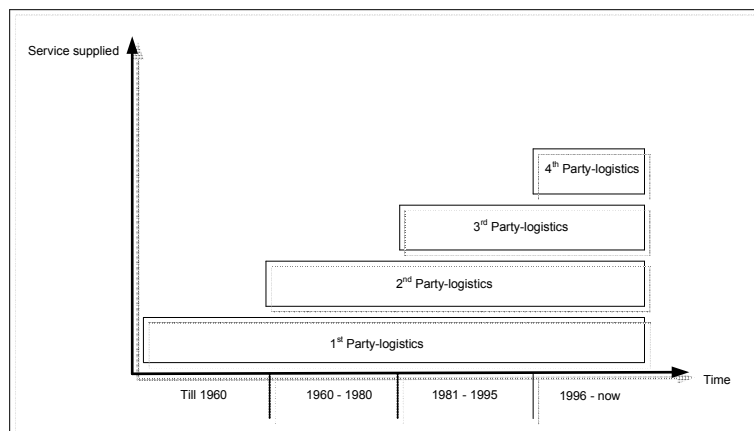 Service supplied
4th Party-logistics
3rd Party-logistics
2nd Party-logistics
1st Party-logistics
Time
Till 1960
1960 - 1980
1981 - 1995
1996 - now